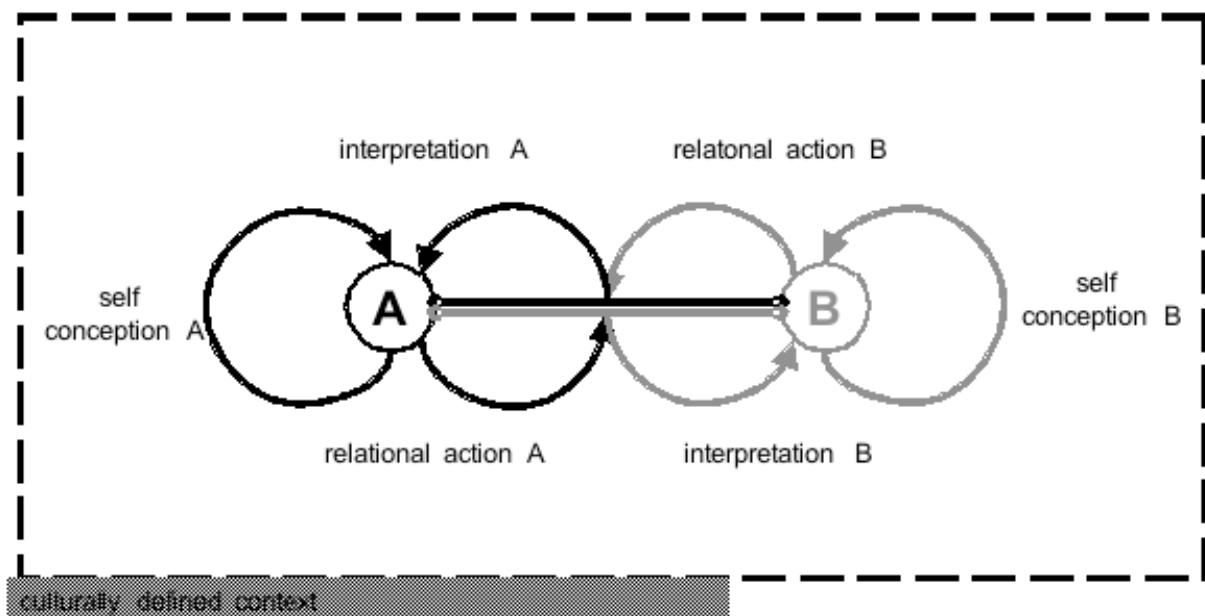 interpretation A
relatonal action B
A
B
self
conception A
self
conception B
relational action A
interpretation B
culturally defined context